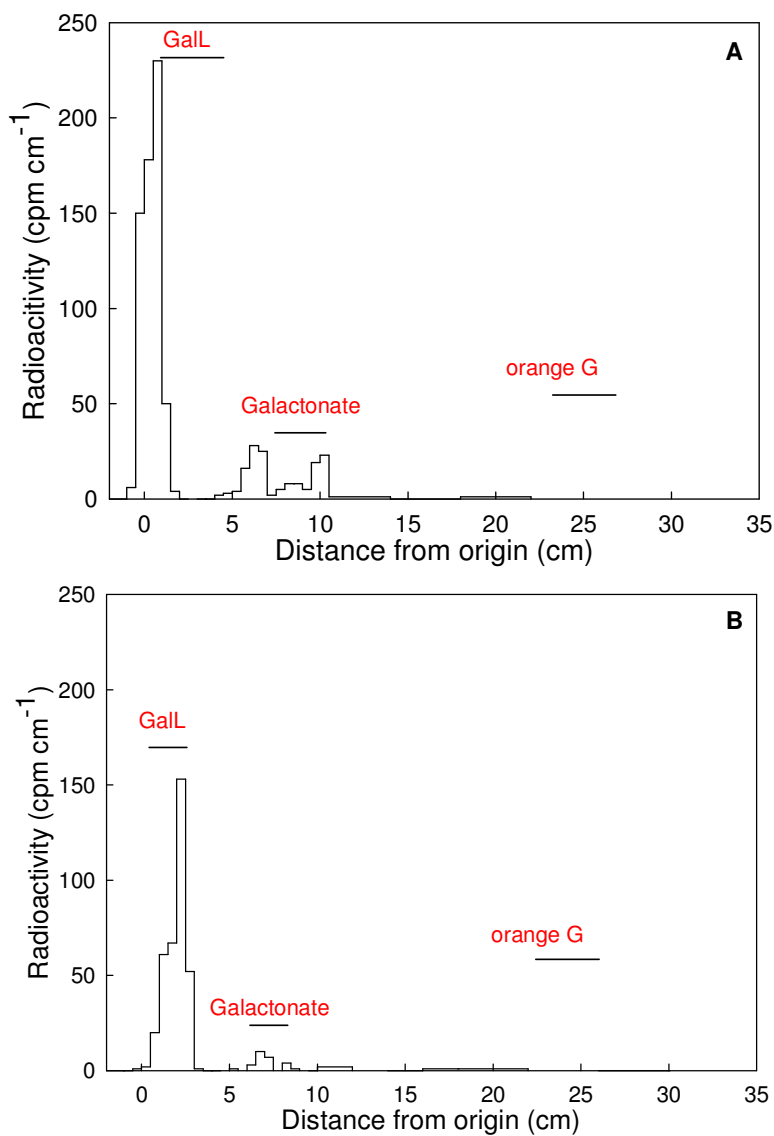 A
GalL
orange G
Galactonate
Radioacitivity (cpm cm⁻¹)
250
200
150
100
50
0
0 5 10 15 20 25 30 35
Distance from origin (cm)
B
GalL
orange G
Galactonate
Radioactivity (cpm cm⁻¹)
250
200
150
100
50
0
0 5 10 15 20 25 30 35
Distance from origin (cm)